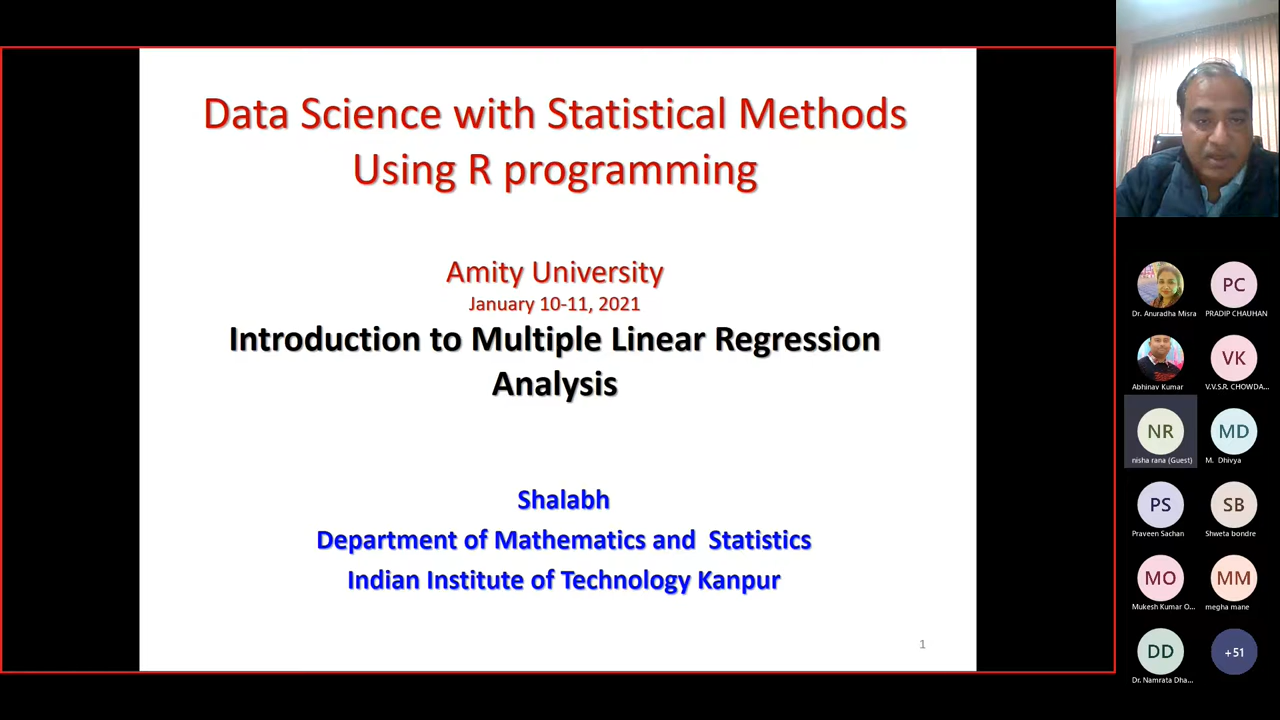 Data Science with Statistical Methods
Using R programming
Amity University
January 10-11, 2021
Introduction to Multiple Linear Regression
Analysis
Shalabh
Department of Mathematics and Statistics
Indian Institute of Technology Kanpur
1
Dr. Anuradha Misra
PC
PRADIP CHAUHAN
Abhinav Kumar
VK
V.V.S.R. CHOWDA...
NR
nisha rana (Guest)
MD
M. Dhivya
PS
Praveen Sachan
SB
Shweta bondre
MO
Mukesh Kumar O...
MM
megha mane
DD
Dr. Namrata Dha...
+51